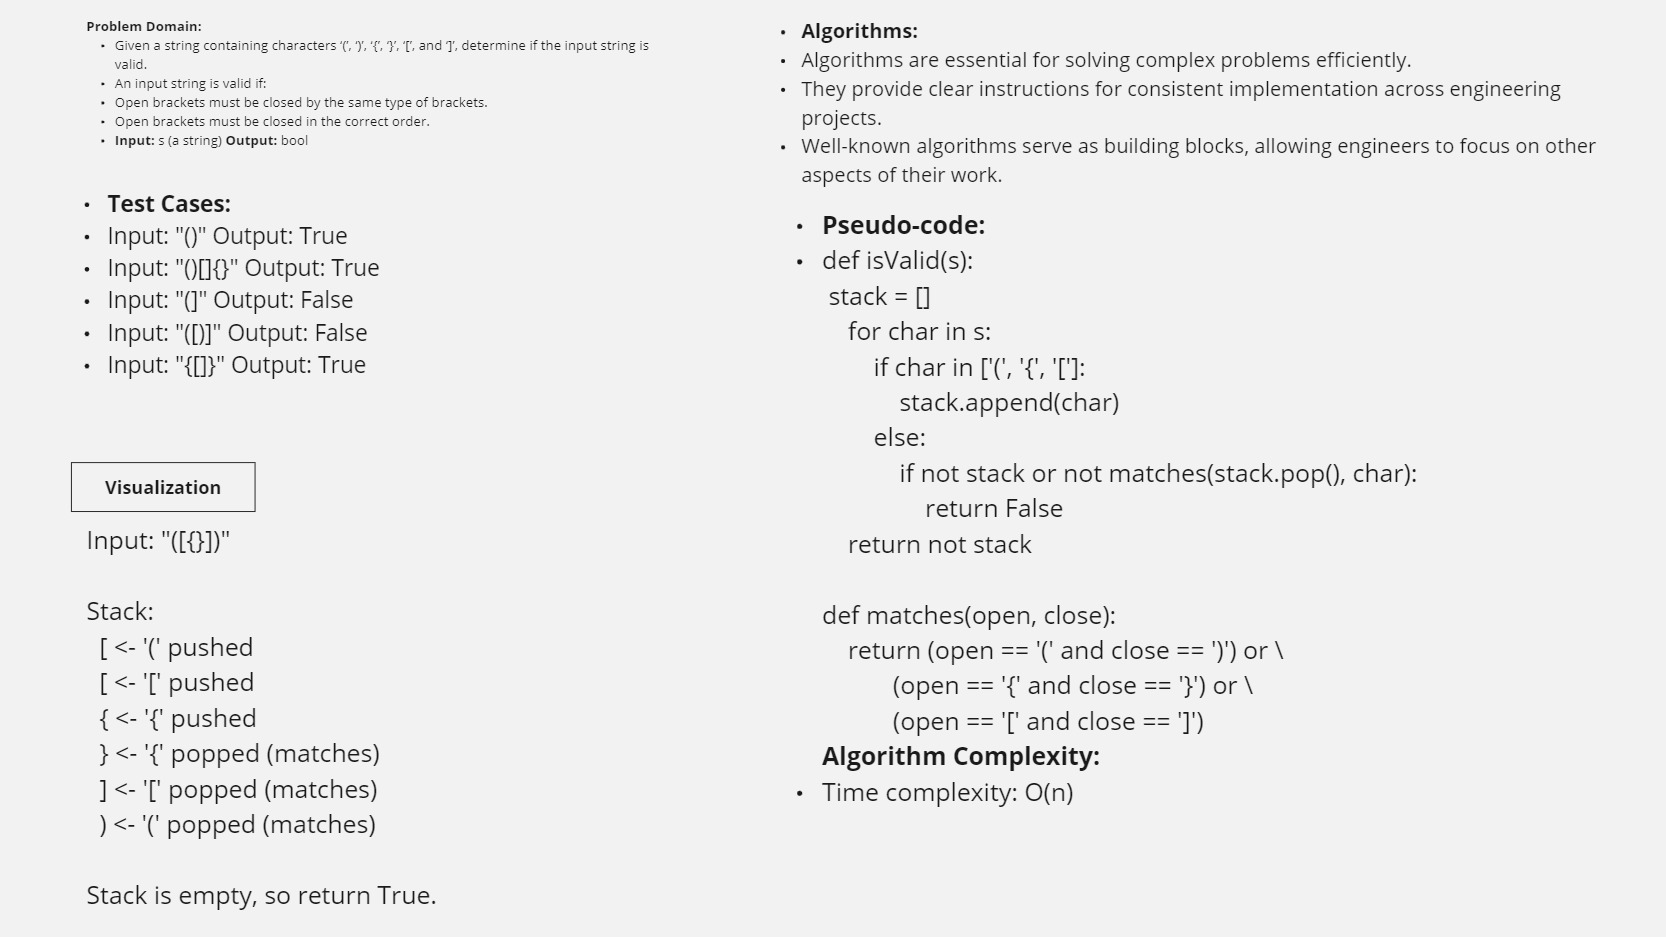 Problem Domain:
• Given a string containing characters ‘(’, ‘)’, ‘{’, ‘}’, ‘[’, and ‘]’, determine if the input string is
valid.
• An input string is valid if:
• Open brackets must be closed by the same type of brackets.
• Open brackets must be closed in the correct order.
• Input: s (a string) Output: bool
• Test Cases:
• Input: "()" Output: True
• Input: "()[]{}" Output: True
• Input: "(]" Output: False
• Input: "([)]" Output: False
• Input: "{[]}" Output: True
Visualization
Input: "([{}])"
Stack:
[ <- '(' pushed
[ <- '[' pushed
{ <- '{' pushed
} <- '{' popped (matches)
] <- '[' popped (matches)
) <- '(' popped (matches)
Stack is empty, so return True.
• Algorithms:
• Algorithms are essential for solving complex problems efficiently.
• They provide clear instructions for consistent implementation across engineering
projects.
• Well-known algorithms serve as building blocks, allowing engineers to focus on other
aspects of their work.
• Pseudo-code:
• def isValid(s):
stack = []
for char in s:
if char in ['(', '{', '[']:
stack.append(char)
else:
if not stack or not matches(stack.pop(), char):
return False
return not stack
def matches(open, close):
return (open == '(' and close == ')') or \
(open == '{' and close == '}') or \
(open == '[' and close == ']')
Algorithm Complexity:
• Time complexity: O(n)